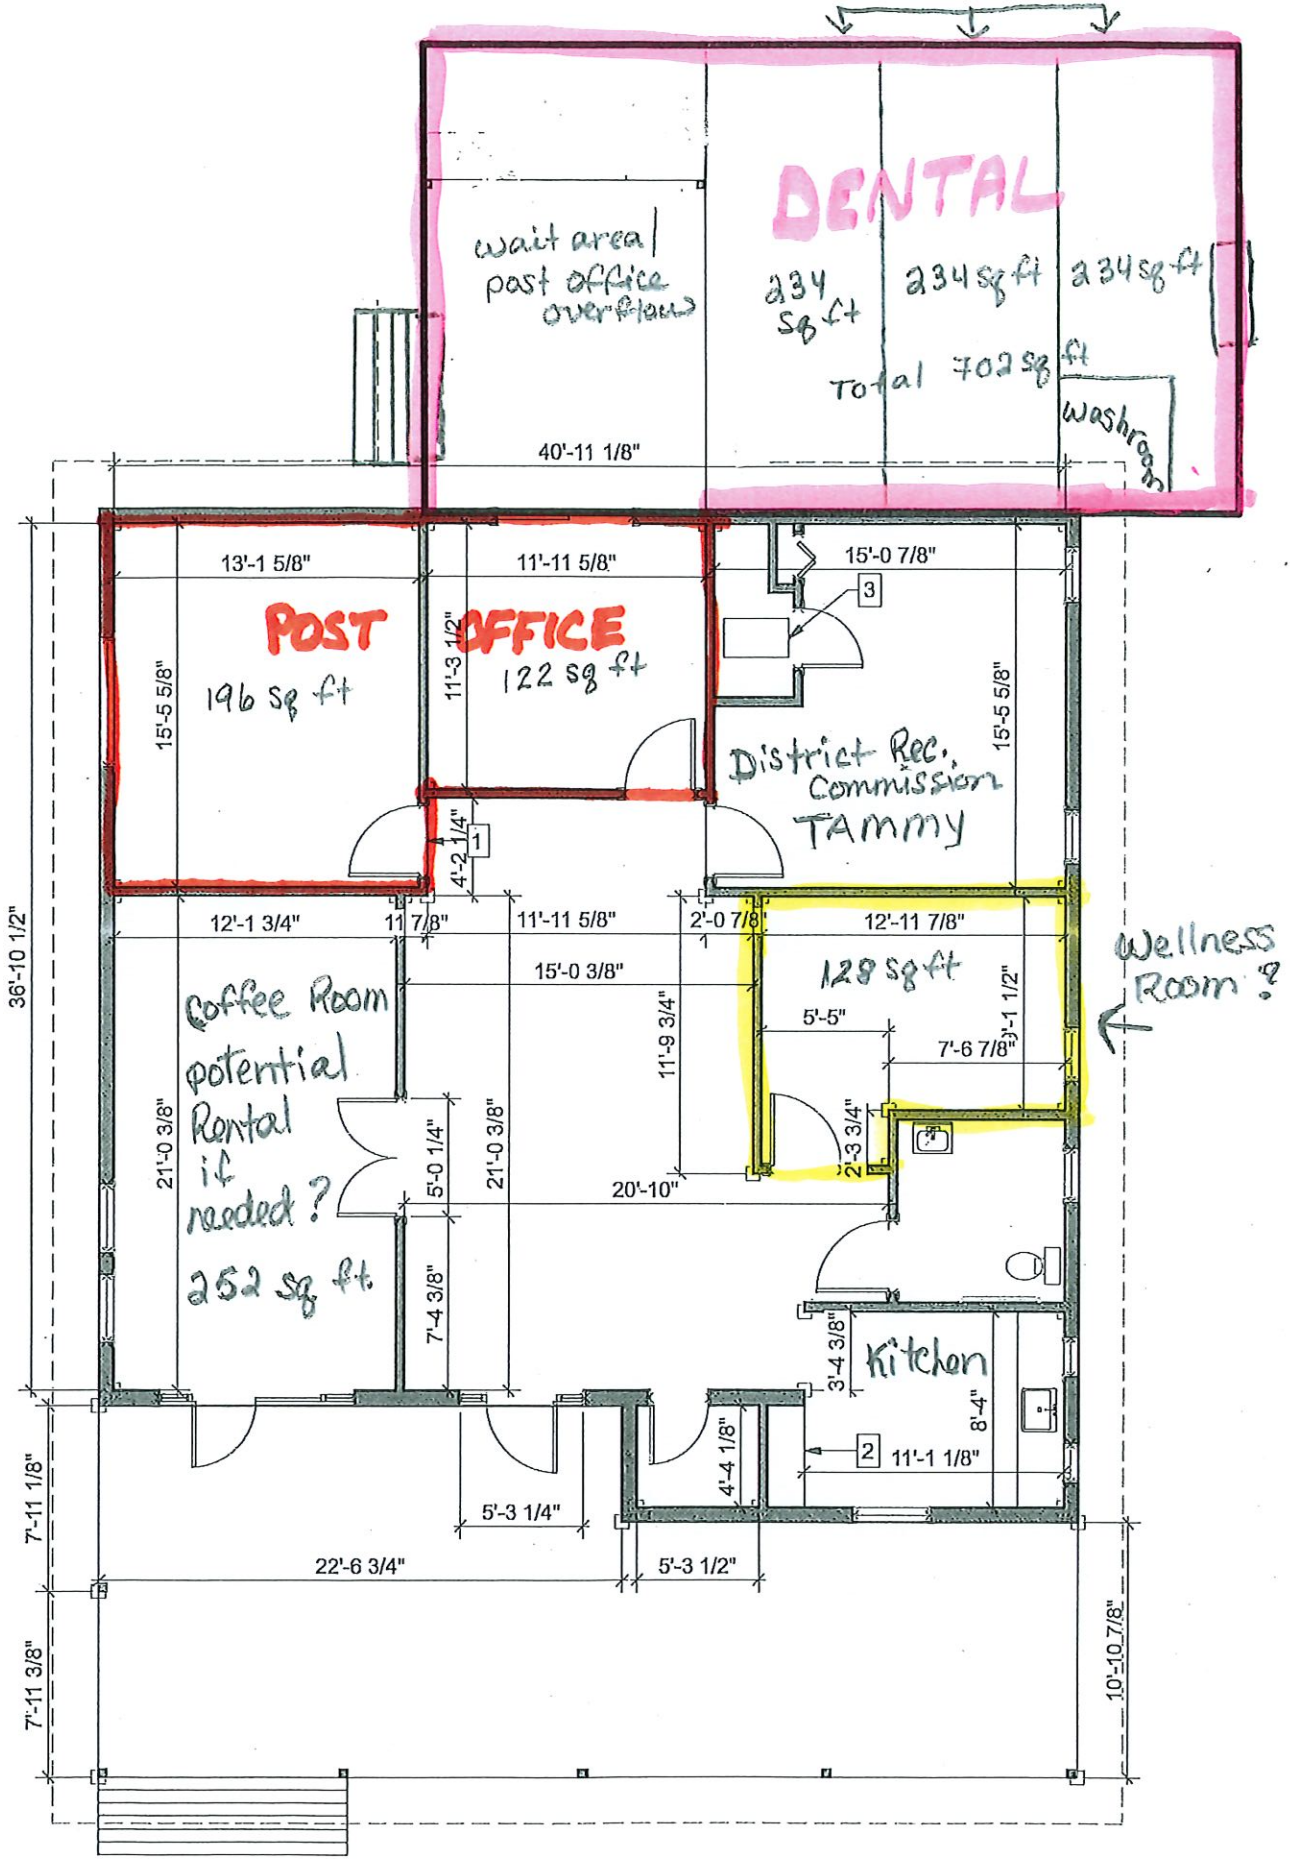 DENTAL
wait area/
post office
overflow
234
sq ft
234 sq ft
234 sq ft
Total 702 sq ft
Washroom
40'-11 1/8"
13'-1 5/8"
11'-11 5/8"
15'-0 7/8"
3
POST OFFICE
196 sq ft
122 sq ft
15'-5 5/8"
11'-3 1/2"
15'-5 5/8"
District Rec.
Commission
TAMMY
1
4'-2 1/4"
36'-10 1/2"
12'-1 3/4"
11 7/8"
11'-11 5/8"
2'-0 7/8"
12'-11 7/8"
Wellness
Room?
128 sq ft
15'-0 3/8"
5'-5"
7'-6 7/8"
11'-9 3/4"
Coffee Room
potential
Rental
if
needed?
252 sq ft.
21'-0 3/8"
5'-0 1/4"
21'-0 3/8"
2'-3 3/4"
20'-10"
7'-4 3/8"
3'-4 3/8"
Kitchen
8'-4"
2
11'-1 1/8"
4'-4 1/8"
7'-11 1/8"
5'-3 1/4"
22'-6 3/4"
5'-3 1/2"
7'-11 3/8"
10'-10 7/8"